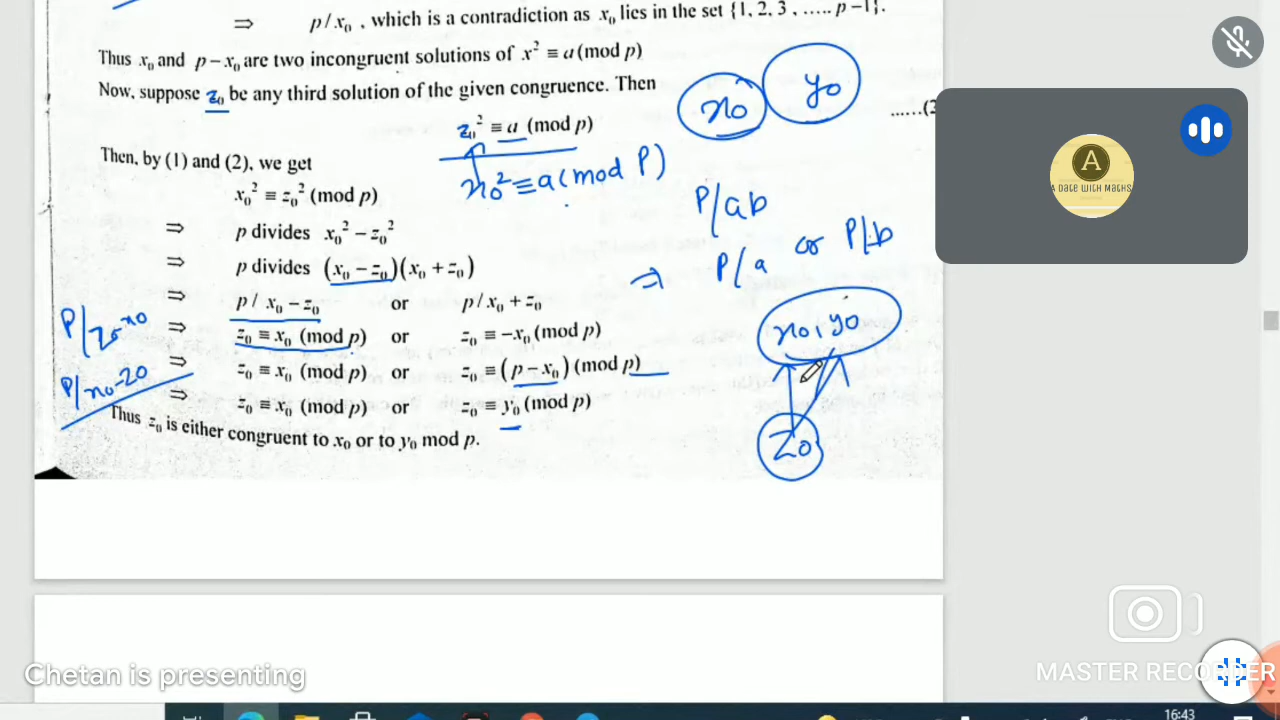 ⇒ p / x₀ , which is a contradiction as x₀ lies in the set {1, 2, 3 , ..... p −1}.
Thus x₀ and p − x₀ are two incongruent solutions of x² ≡ a (mod p)
Now, suppose z₀ be any third solution of the given congruence. Then
x₀ y₀
z₀² ≡ a (mod p) ......(3
Then, by (1) and (2), we get
x₀² ≡ a (mod P)
x₀² ≡ z₀² (mod p)
P/ab
⇒ p divides x₀² − z₀²
⇒ P/a or P/b
⇒ p divides (x₀ − z₀)(x₀ + z₀)
⇒ p / x₀ − z₀ or p / x₀ + z₀
P/z₀-x₀
x₀, y₀
⇒ z₀ ≡ x₀ (mod p) or z₀ ≡ −x₀ (mod p)
⇒ z₀ ≡ x₀ (mod p) or z₀ ≡ (p − x₀) (mod p)
P/x₀-z₀
⇒ z₀ ≡ x₀ (mod p) or z₀ ≡ y₀ (mod p)
Thus z₀ is either congruent to x₀ or to y₀ mod p.
Z₀
A
A DATE WITH MATHS
Chetan is presenting
MASTER RECORDER
16:43